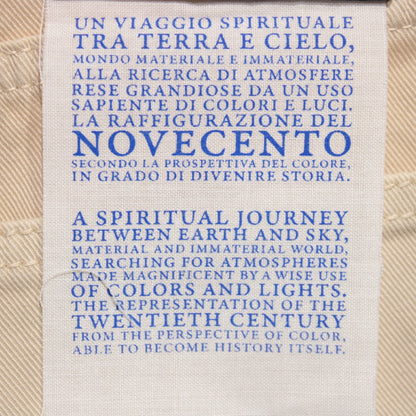 UN VIAGGIO SPIRITUALE
TRA TERRA E CIELO,
MONDO MATERIALE E IMMATERIALE,
ALLA RICERCA DI ATMOSFERE
RESE GRANDIOSE DA UN USO
SAPIENTE DI COLORI E LUCI.
LA RAFFIGURAZIONE DEL
NOVECENTO
SECONDO LA PROSPETTIVA DEL COLORE,
IN GRADO DI DIVENIRE STORIA.
A SPIRITUAL JOURNEY
BETWEEN EARTH AND SKY,
MATERIAL AND IMMATERIAL WORLD,
SEARCHING FOR ATMOSPHERES
MADE MAGNIFICENT BY A WISE USE
OF COLORS AND LIGHTS.
THE REPRESENTATION OF THE
TWENTIETH CENTURY
FROM THE PERSPECTIVE OF COLOR,
ABLE TO BECOME HISTORY ITSELF.